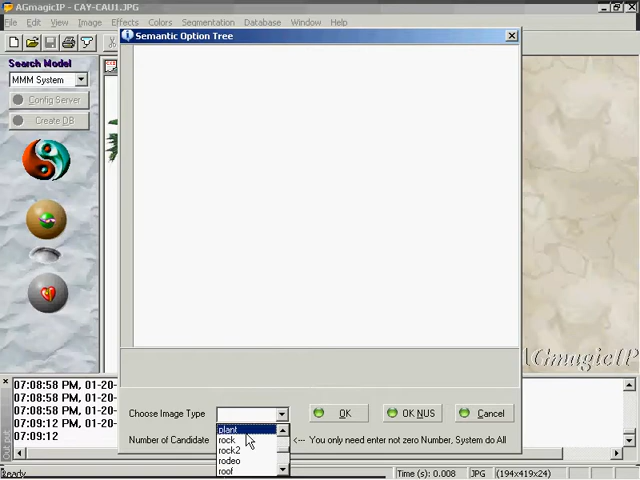 AGmagicIP - CAY-CAU1.JPG
File Edit View Image Effects Colors Segmentation Database Window Help
Semantic Option Tree
Search Model
MMM System
Config Server
Create DB
AGmagicIP
07:08:58 PM, 01-20-
07:08:58 PM, 01-20-
07:08:58 PM, 01-20-
07:09:12 PM, 01-20-
07:09:12
Choose Image Type
OK
OK NUS
Cancel
plant
rock
rock2
rodeo
roof
Number of Candidate
<--- You only need enter not zero Number, System do All
Ready
Time (s): 0.008
JPG
(194x419x24)